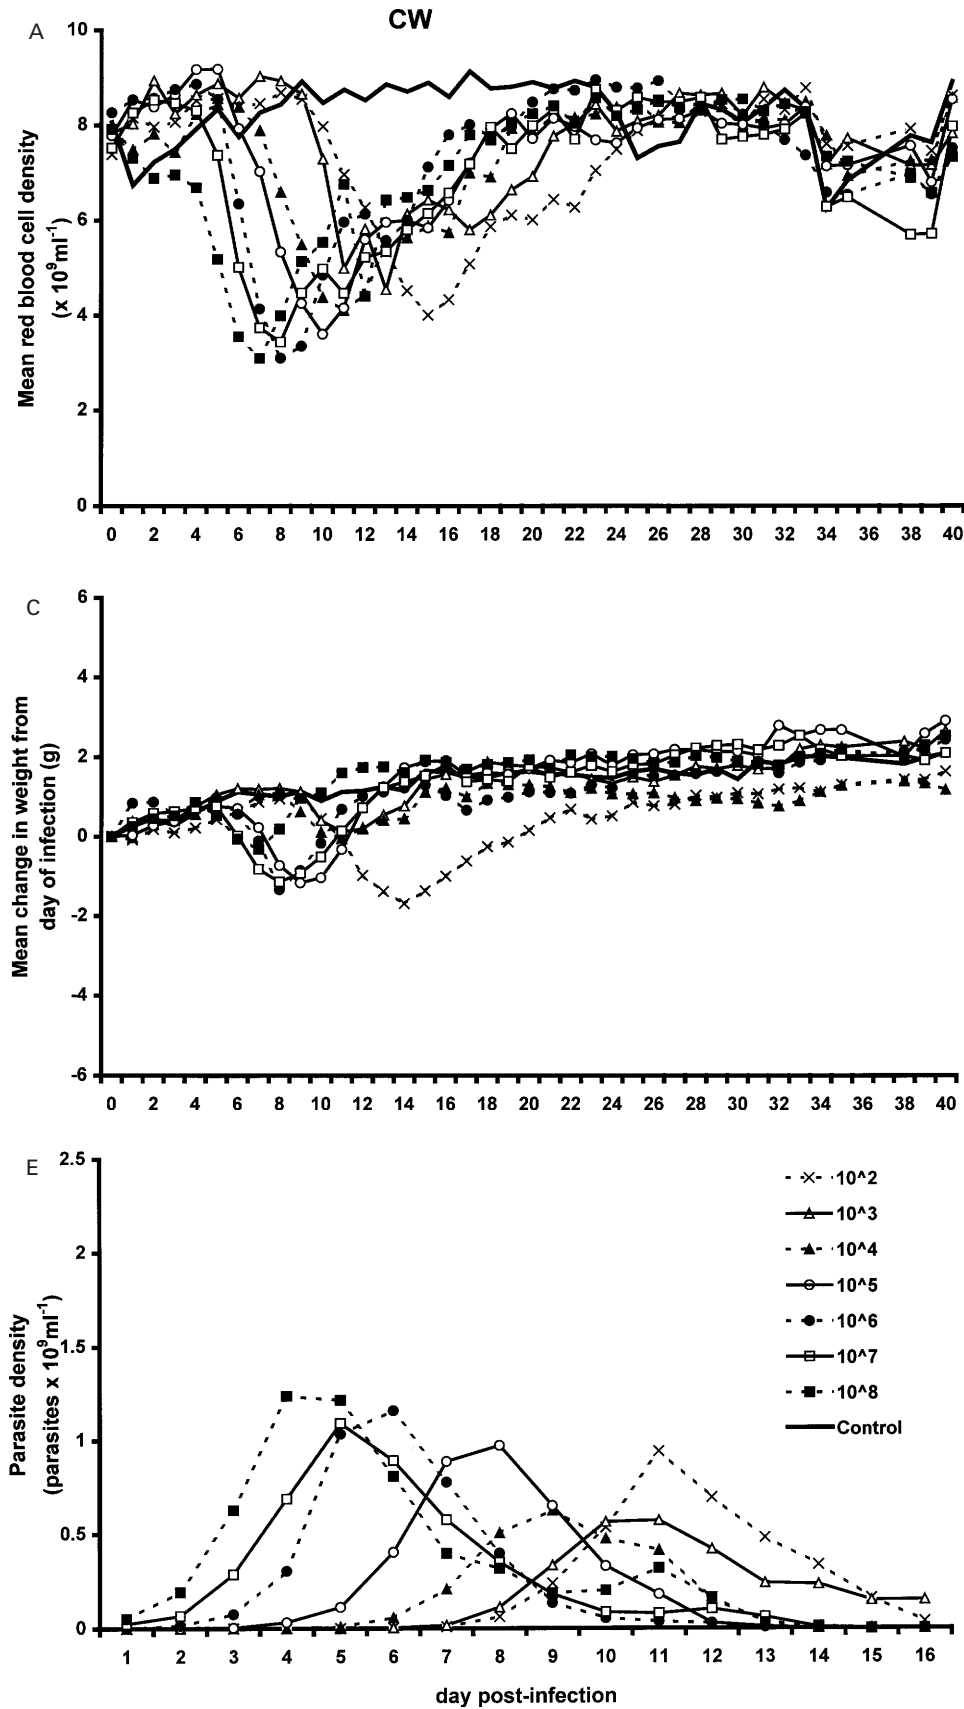 CW
A
Mean red blood cell density
(x 10⁹ml⁻¹)
10
8
6
4
2
0
0 2 4 6 8 10 12 14 16 18 20 22 24 26 28 30 32 34 36 38 40
C
Mean change in weight from
day of infection (g)
6
4
2
0
-2
-4
-6
0 2 4 6 8 10 12 14 16 18 20 22 24 26 28 30 32 34 36 38 40
E
Parasite density
(parasites x 10⁹ml⁻¹)
2.5
2
1.5
1
0.5
0
10^2
10^3
10^4
10^5
10^6
10^7
10^8
Control
1 2 3 4 5 6 7 8 9 10 11 12 13 14 15 16
day post-infection